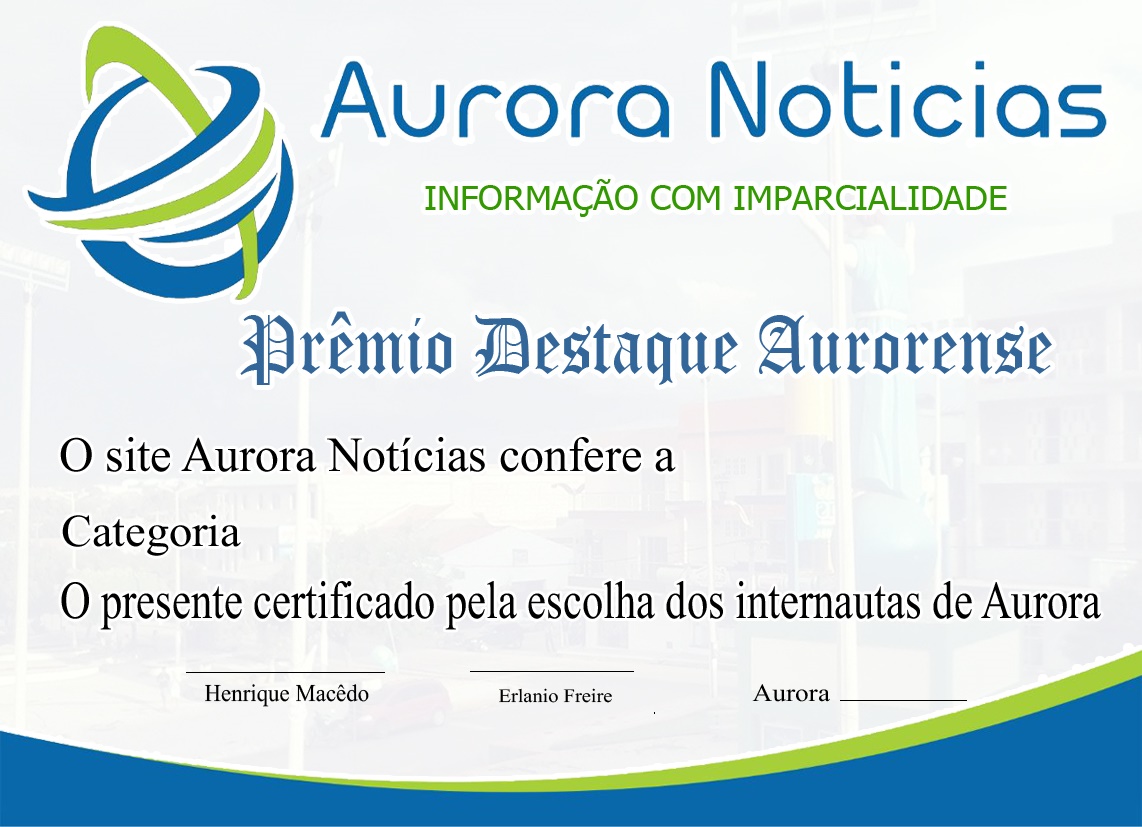 Aurora Noticias
INFORMAÇÃO COM IMPARCIALIDADE
Prêmio Destaque Aurorense
O site Aurora Notícias confere a
Categoria
O presente certificado pela escolha dos internautas de Aurora
Henrique Macêdo Erlanio Freire Aurora